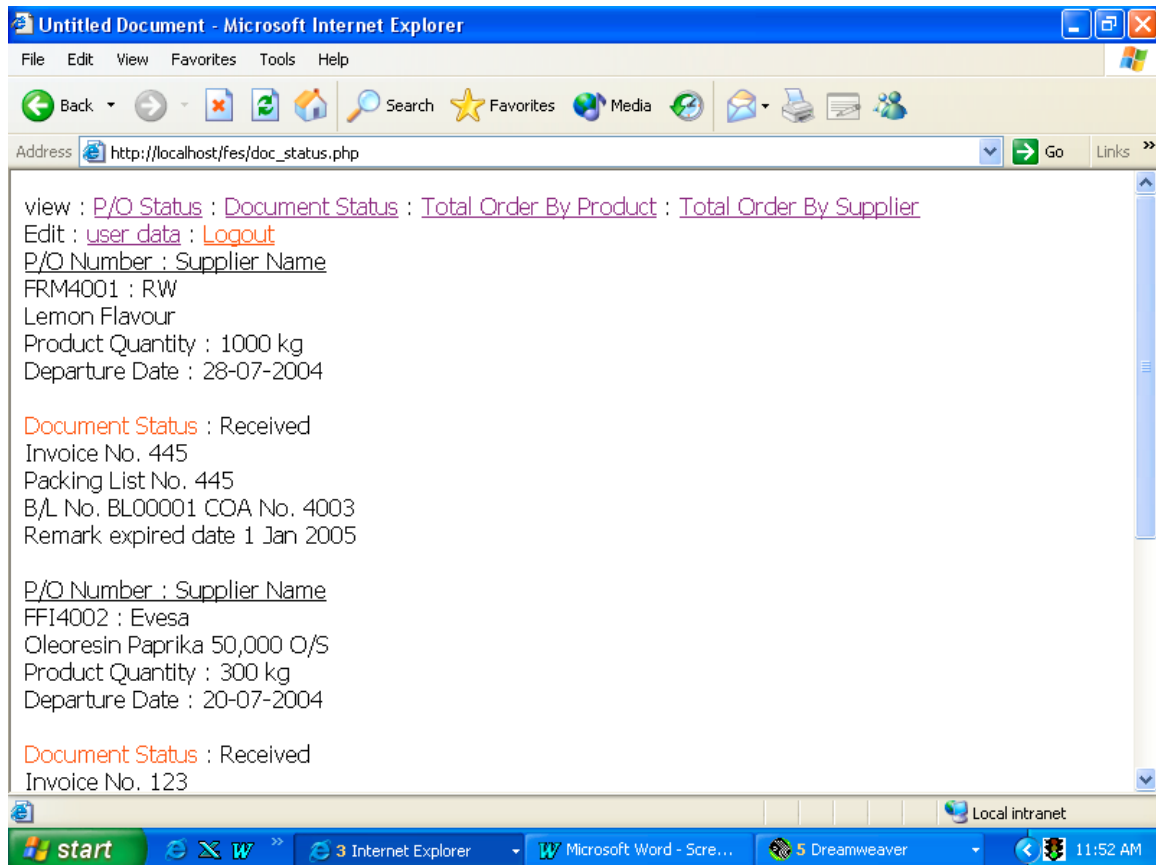 Untitled Document - Microsoft Internet Explorer
File Edit View Favorites Tools Help
Back Search Favorites Media
Address http://localhost/fes/doc_status.php Go Links »
view : P/O Status : Document Status : Total Order By Product : Total Order By Supplier
Edit : user data : Logout
P/O Number : Supplier Name
FRM4001 : RW
Lemon Flavour
Product Quantity : 1000 kg
Departure Date : 28-07-2004
Document Status : Received
Invoice No. 445
Packing List No. 445
B/L No. BL00001 COA No. 4003
Remark expired date 1 Jan 2005
P/O Number : Supplier Name
FFI4002 : Evesa
Oleoresin Paprika 50,000 O/S
Product Quantity : 300 kg
Departure Date : 20-07-2004
Document Status : Received
Invoice No. 123
Local intranet
start » 3 Internet Explorer Microsoft Word - Scre... 5 Dreamweaver 11:52 AM